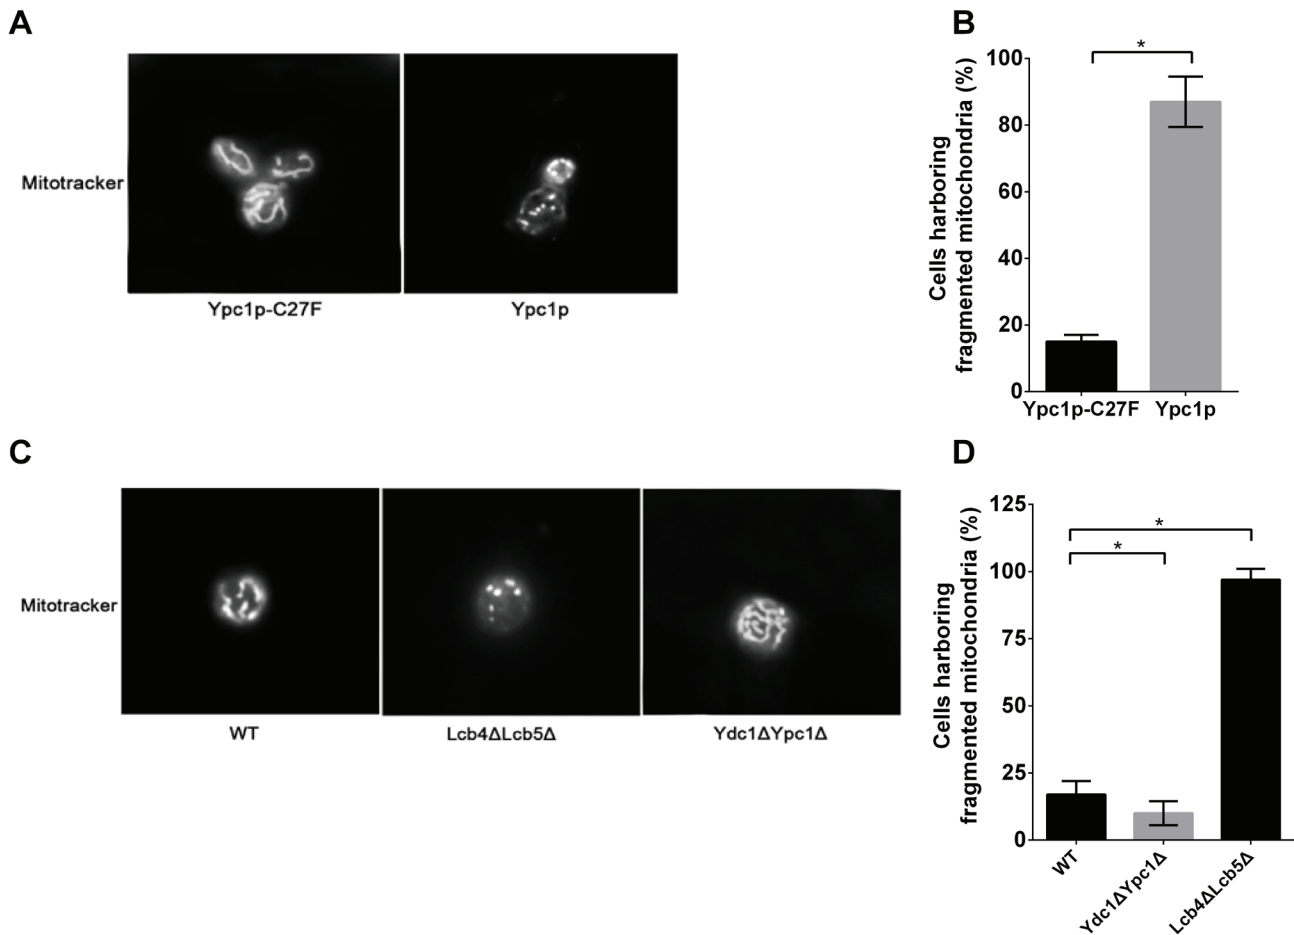 A
Mitotracker
Ypc1p-C27F
Ypc1p
B
Cells harboring
fragmented mitochondria (%)
100
80
60
40
20
0
*
Ypc1p-C27F
Ypc1p
C
Mitotracker
WT
Lcb4ΔLcb5Δ
Ydc1ΔYpc1Δ
D
Cells harboring
fragmented mitochondria (%)
125
100
75
50
25
0
*
*
WT
Ydc1ΔYpc1Δ
Lcb4ΔLcb5Δ